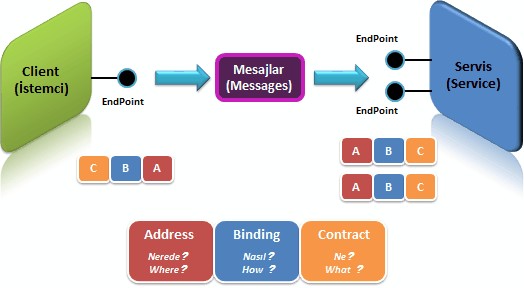 Client
(İstemci)
EndPoint
Mesajlar
(Messages)
EndPoint
EndPoint
Servis
(Service)
C B A
A B C
A B C
Address
Nerede?
Where?
Binding
Nasıl?
How ?
Contract
Ne?
What ?